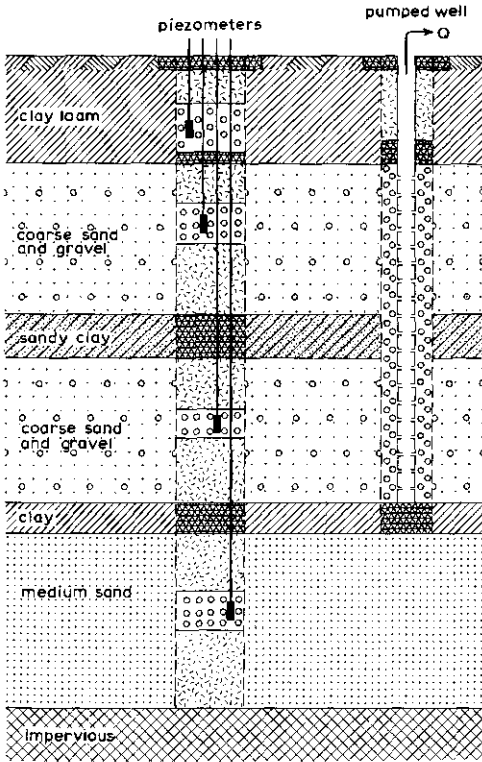 piezometers
pumped well
Q
clay loam
coarse sand
and gravel
sandy clay
coarse sand
and gravel
clay
medium sand
impervious